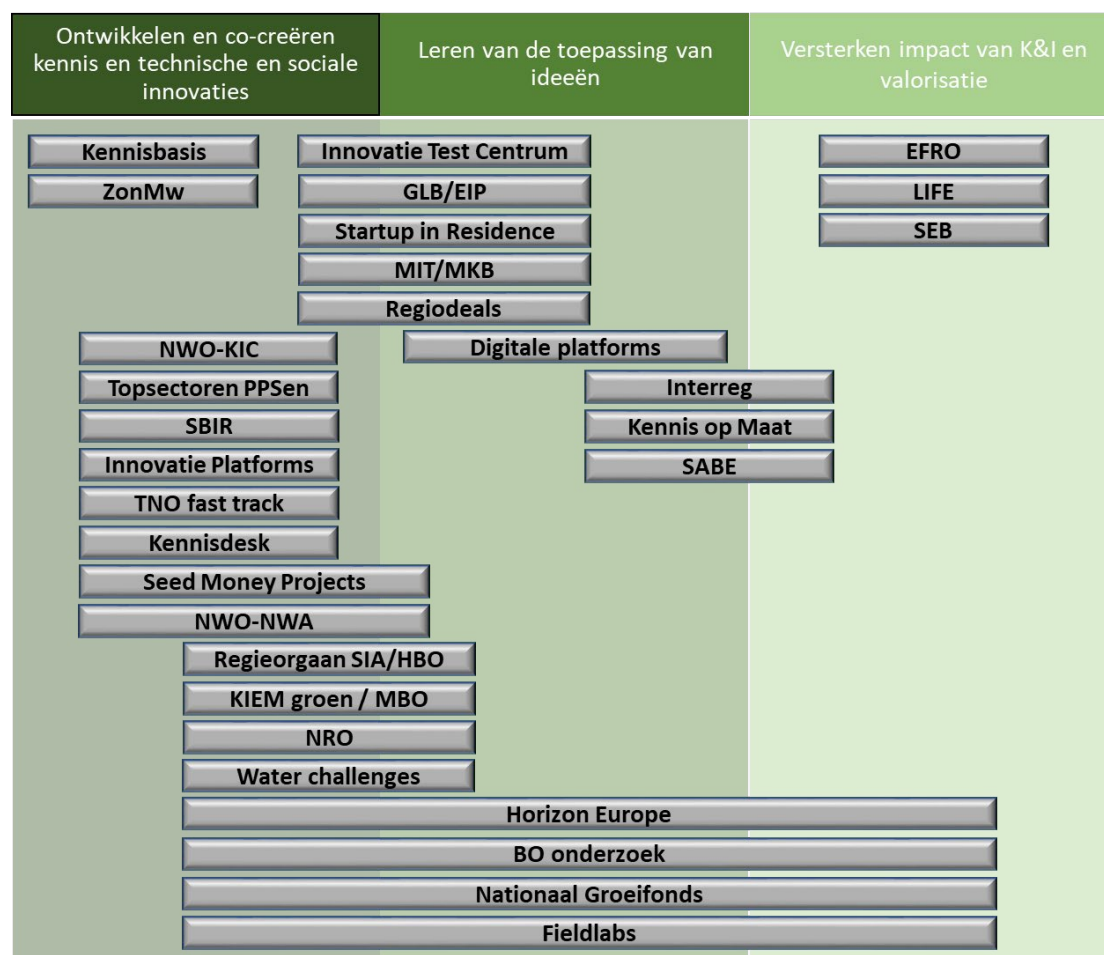 Ontwikkelen en co-creëren
kennis en technische en sociale
innovaties
Leren van de toepassing van
ideeën
Versterken impact van K&I en
valorisatie
Kennisbasis
Innovatie Test Centrum
EFRO
ZonMw
GLB/EIP
LIFE
Startup in Residence
SEB
MIT/MKB
Regiodeals
NWO-KIC
Digitale platforms
Topsectoren PPSen
Interreg
SBIR
Kennis op Maat
Innovatie Platforms
SABE
TNO fast track
Kennisdesk
Seed Money Projects
NWO-NWA
Regieorgaan SIA/HBO
KIEM groen / MBO
NRO
Water challenges
Horizon Europe
BO onderzoek
Nationaal Groeifonds
Fieldlabs